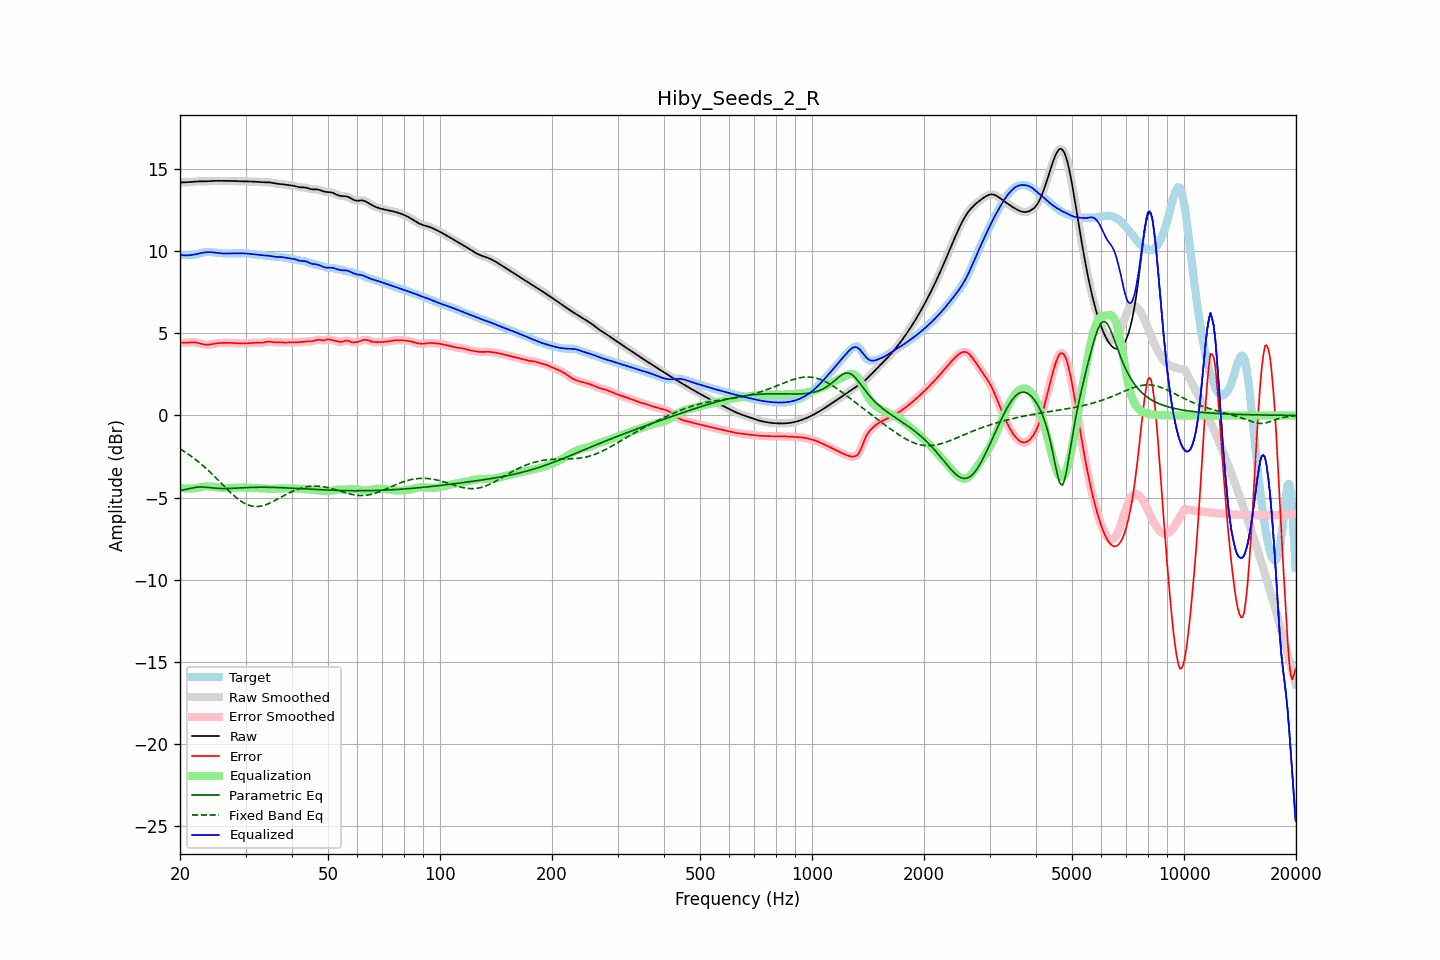 Hiby_Seeds_2_R
Amplitude (dBr)
15
10
5
0
−5
−10
−15
−20
−25
Target
Raw Smoothed
Error Smoothed
Raw
Error
Equalization
Parametric Eq
Fixed Band Eq
Equalized
20 50 100 200 500 1000 2000 5000 10000 20000
Frequency (Hz)